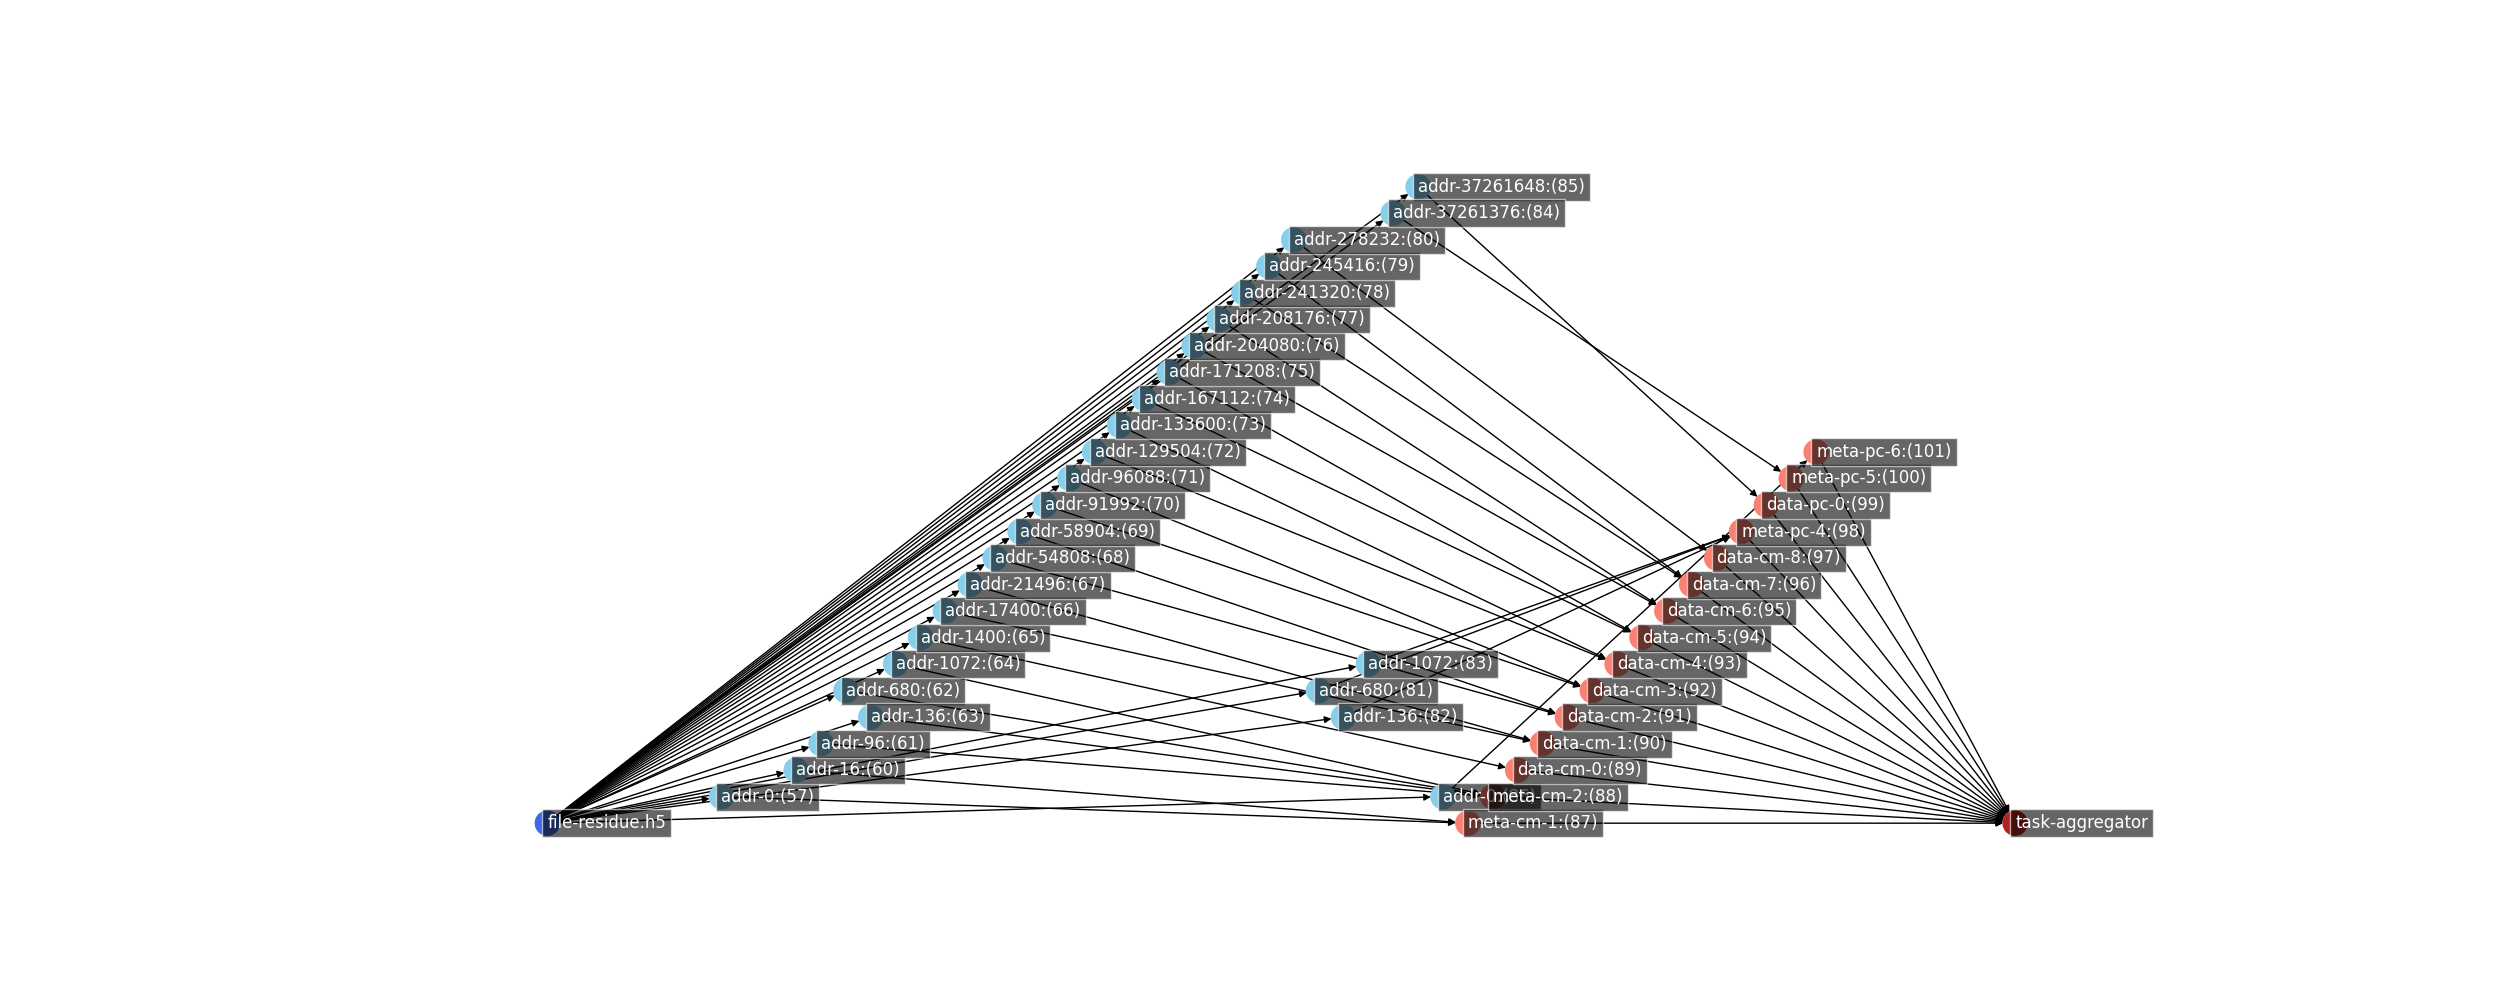 addr-37261648:(85)
addr-37261376:(84)
addr-278232:(80)
addr-245416:(79)
addr-241320:(78)
addr-208176:(77)
addr-204080:(76)
addr-171208:(75)
addr-167112:(74)
addr-133600:(73)
addr-129504:(72)
meta-pc-6:(101)
addr-96088:(71)
meta-pc-5:(100)
addr-91992:(70)
data-pc-0:(99)
addr-58904:(69)
meta-pc-4:(98)
addr-54808:(68)
data-cm-8:(97)
addr-21496:(67)
data-cm-7:(96)
addr-17400:(66)
data-cm-6:(95)
addr-1400:(65)
data-cm-5:(94)
addr-1072:(64)
addr-1072:(83)
data-cm-4:(93)
addr-680:(62)
addr-680:(81)
data-cm-3:(92)
addr-136:(63)
addr-136:(82)
data-cm-2:(91)
addr-96:(61)
data-cm-1:(90)
addr-16:(60)
data-cm-0:(89)
addr-0:(57)
meta-cm-2:(88)
file-residue.h5
meta-cm-1:(87)
task-aggregator